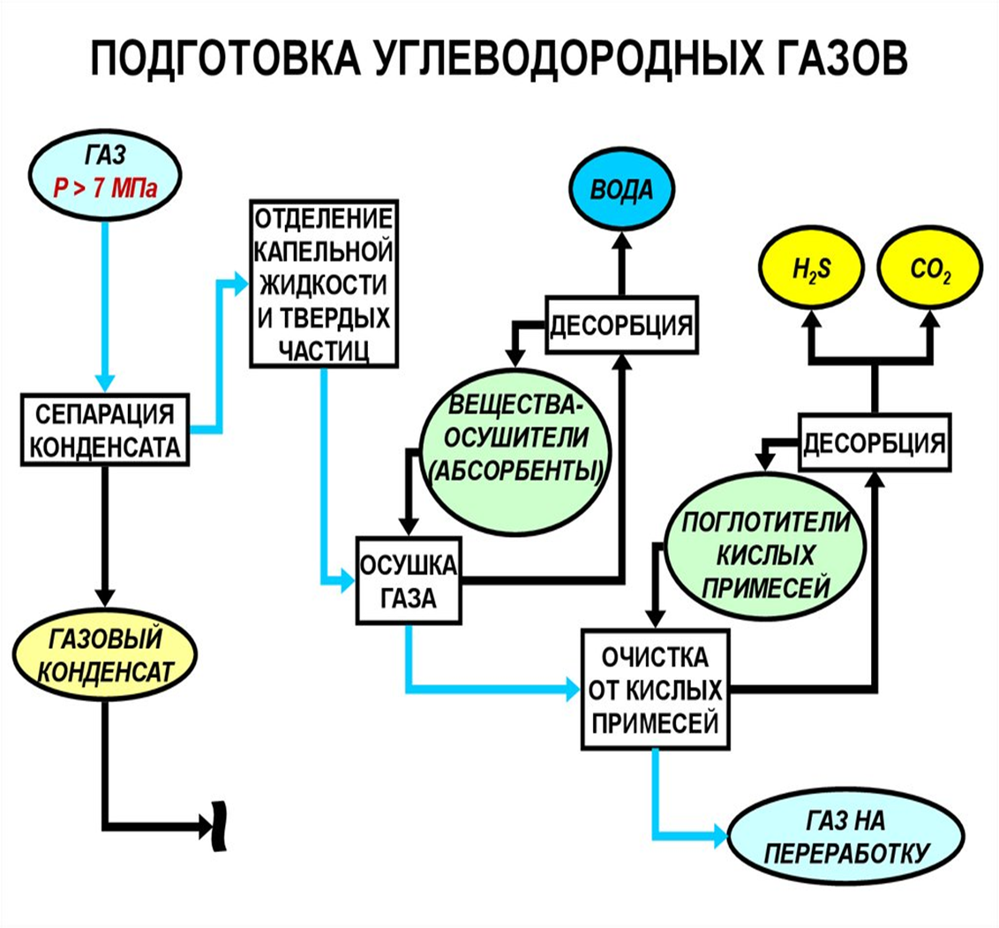 ПОДГОТОВКА УГЛЕВОДОРОДНЫХ ГАЗОВ
ГАЗ
P > 7 МПа
ВОДА
ОТДЕЛЕНИЕ
КАПЕЛЬНОЙ
ЖИДКОСТИ
И ТВЕРДЫХ
ЧАСТИЦ
H₂S
CO₂
ДЕСОРБЦИЯ
СЕПАРАЦИЯ
КОНДЕНСАТА
ВЕЩЕСТВА-
ОСУШИТЕЛИ
(АБСОРБЕНТЫ)
ДЕСОРБЦИЯ
ПОГЛОТИТЕЛИ
КИСЛЫХ
ПРИМЕСЕЙ
ОСУШКА
ГАЗА
ГАЗОВЫЙ
КОНДЕНСАТ
ОЧИСТКА
ОТ КИСЛЫХ
ПРИМЕСЕЙ
ГАЗ НА
ПЕРЕРАБОТКУ